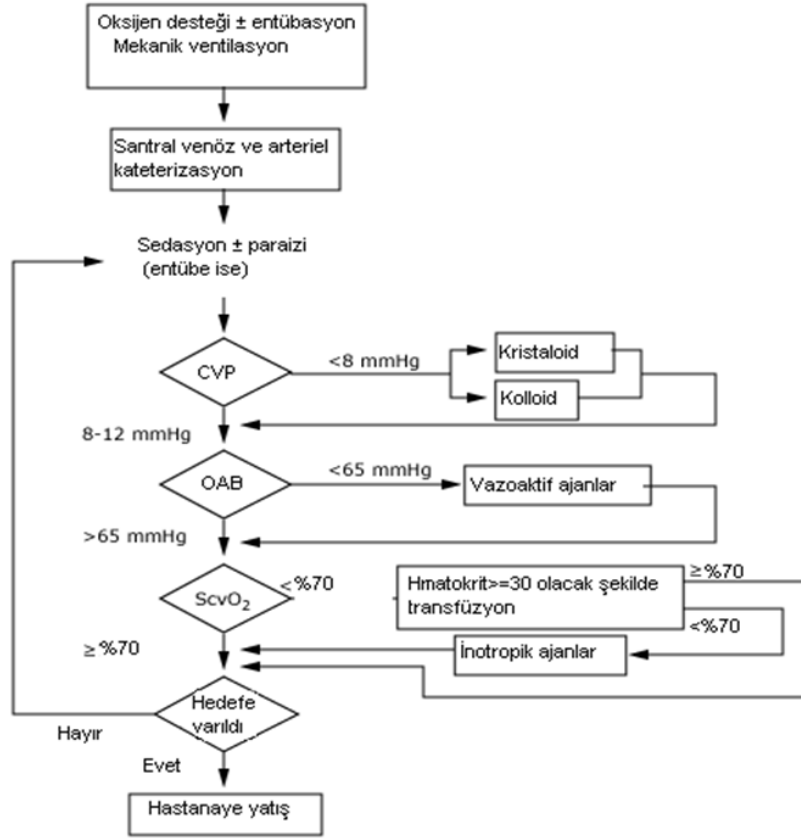 Oksijen desteği ± entübasyon
Mekanik ventilasyon
Santral venöz ve arteriel
kateterizasyon
Sedasyon ± paraizi
(entübe ise)
CVP
<8 mmHg
Kristaloid
Kolloid
8-12 mmHg
OAB
<65 mmHg
Vazoaktif ajanlar
>65 mmHg
ScvO₂
<%70
Hmatokrit>=30 olacak şekilde
transfüzyon
≥%70
<%70
İnotropik ajanlar
≥%70
Hedefe
varıldı
Hayır
Evet
Hastanaye yatış